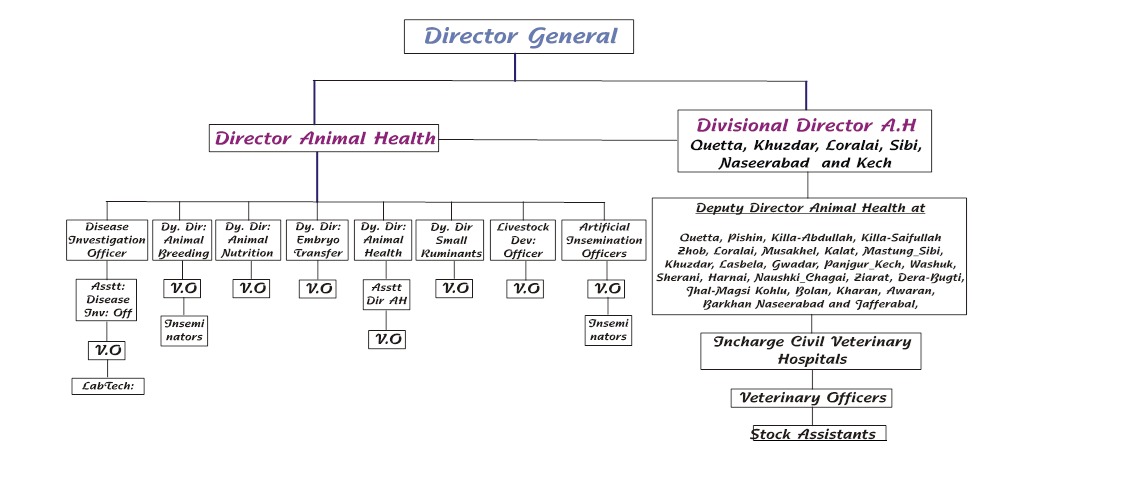 Director General
Director Animal Health
Divisional Director A.H
Quetta, Khuzdar, Loralai, Sibi,
Naseerabad and Kech
Disease
Investigation
Officer
Dy. Dir:
Animal
Breeding
Dy. Dir:
Animal
Nutrition
Dy. Dir:
Embryo
Transfer
Dy. Dir:
Animal
Health
Dy. Dir
Small
Ruminants
Livestock
Dev:
Officer
Artificial
Insemination
Officers
Asstt:
Disease
Inv: Off
V.O
LabTech:
V.O
Insemi
nators
V.O
V.O
Asstt
Dir AH
V.O
V.O
V.O
V.O
Insemi
nators
Deputy Director Animal Health at
Quetta, Pishin, Killa-Abdullah, Killa-Saifullah
Zhob, Loralai, Musakhel, Kalat, Mastung_Sibi,
Khuzdar, Lasbela, Gwadar, Panjgur_Kech, Washuk,
Sherani, Harnai, Naushki_Chagai, Ziarat, Dera-Bugti,
Jhal-Magsi Kohlu, Bolan, Kharan, Awaran,
Barkhan Naseerabad and Jafferabal,
Incharge Civil Veterinary
Hospitals
Veterinary Officers
Stock Assistants